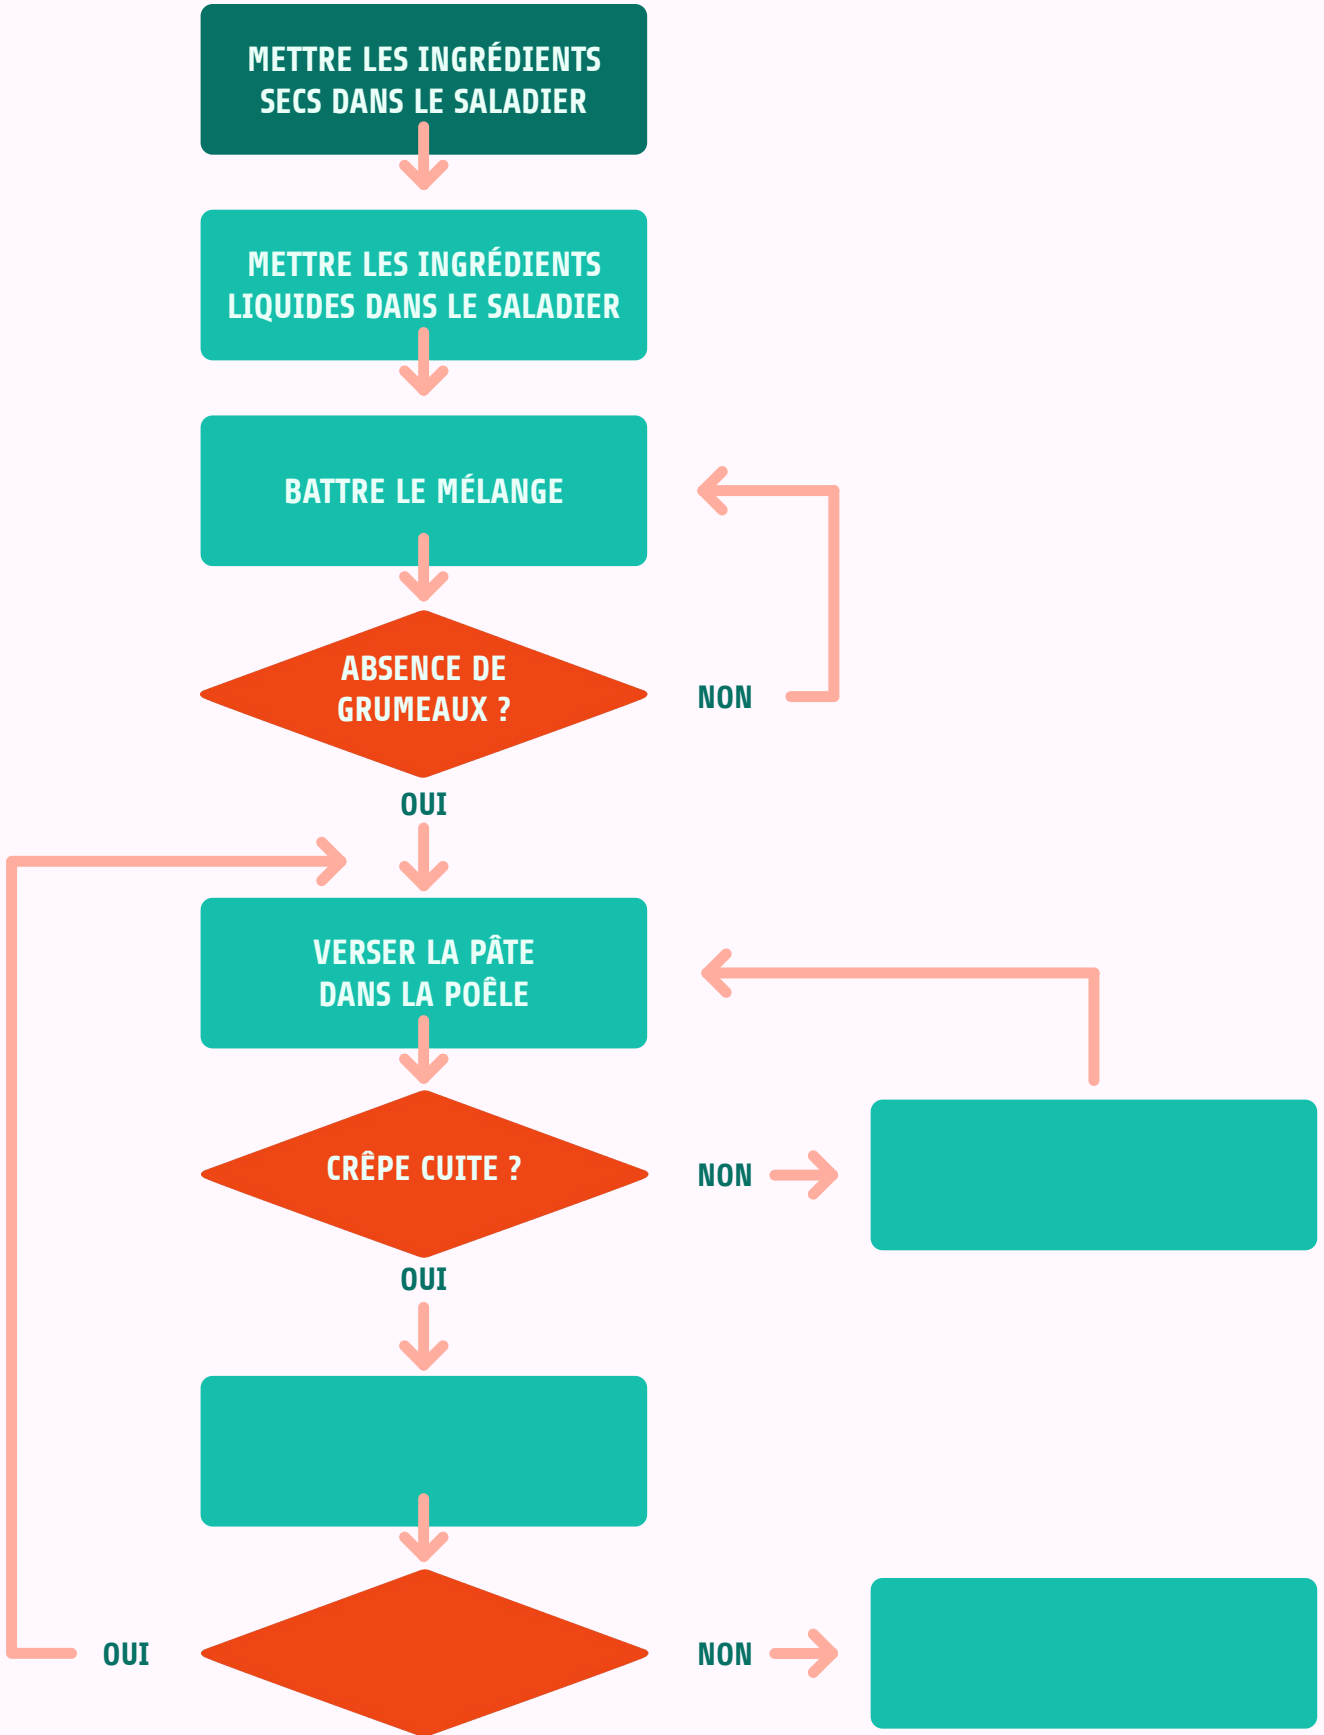 METTRE LES INGRÉDIENTS
SECS DANS LE SALADIER
METTRE LES INGRÉDIENTS
LIQUIDES DANS LE SALADIER
BATTRE LE MÉLANGE
ABSENCE DE
GRUMEAUX ?
NON
OUI
VERSER LA PÂTE
DANS LA POÊLE
CRÊPE CUITE ?
NON
OUI
OUI
NON